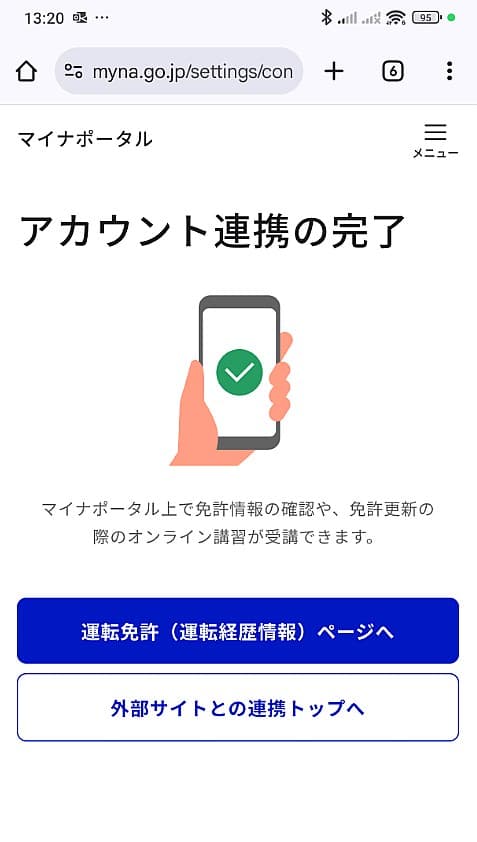 13:20
95
myna.go.jp/settings/con
6
マイナポータル
メニュー
アカウント連携の完了
マイナポータル上で免許情報の確認や、免許更新の
際のオンライン講習が受講できます。
運転免許（運転経歴情報）ページへ
外部サイトとの連携トップへ